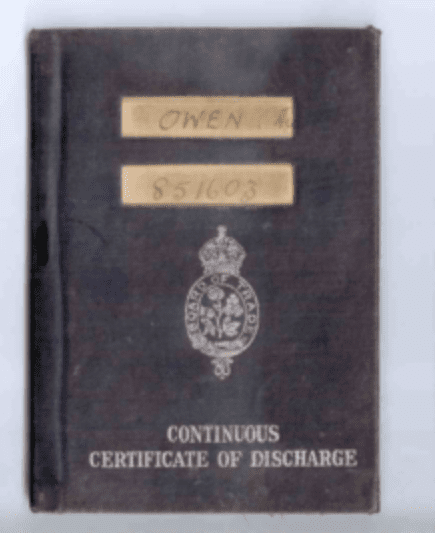 OWEN A.
851603
BOARD OF TRADE
CONTINUOUS
CERTIFICATE OF DISCHARGE